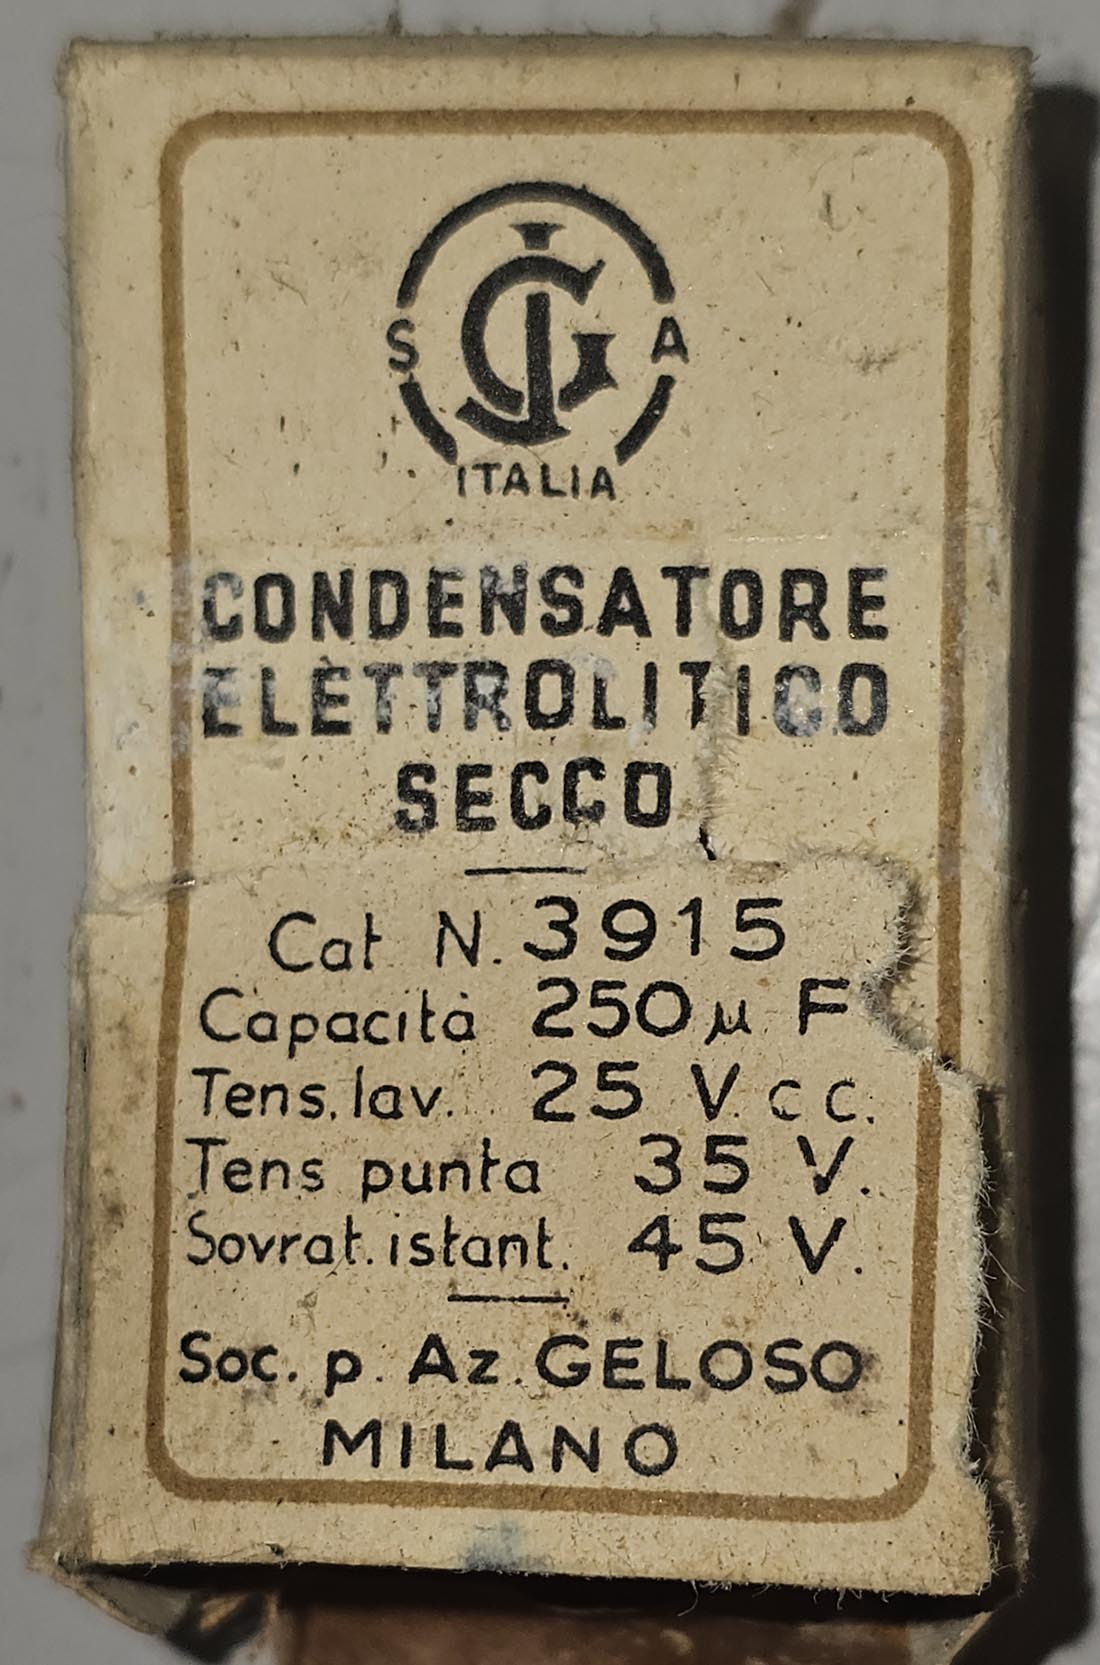 S JG A
ITALIA
CONDENSATORE
ELETTROLITICO
SECCO
Cat N. 3915
Capacità 250 µ F
Tens. lav. 25 V. c c.
Tens punta 35 V.
Sovrat. istant. 45 V.
Soc. p. Az. GELOSO
MILANO